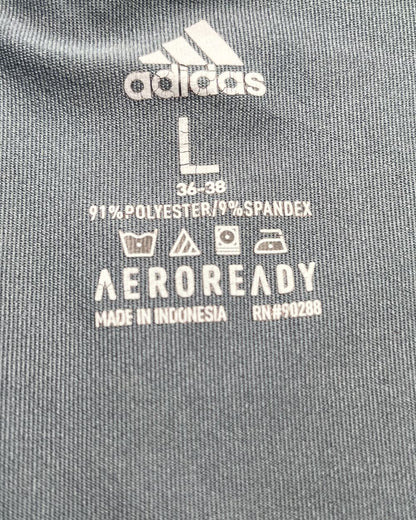 adidas
L
36-38
91%POLYESTER/9%SPANDEX
AEROREADY
MADE IN INDONESIA RN#90288